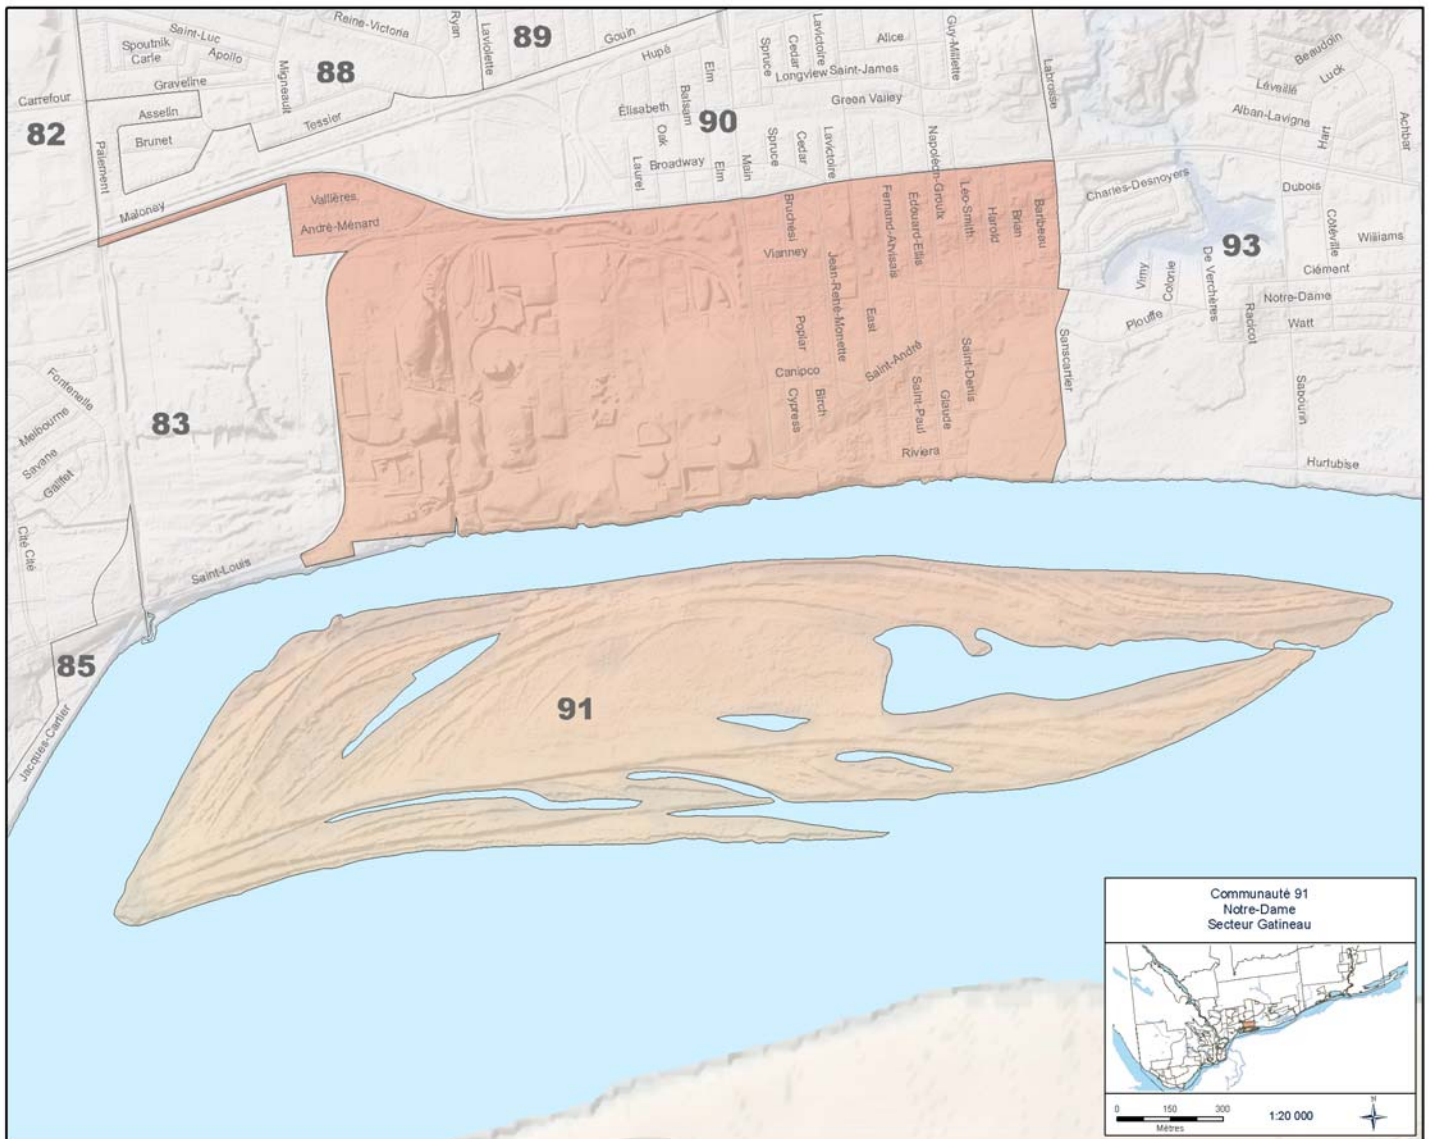 Saint-Luc
Reine-Victoria
Ryan
Laviolette
89
Gouin
Hupé
Spruce
Cedar
Lavictoire
Alice
Guy-Millette
Beaudoin
Spoutnik
Carle
Apollo
88
Migneault
Graveline
Elm
Longview
Saint-James
Labrosse
Luck
Léveillé
Carrefour
Asselin
Tessier
Élisabeth
Balsam
90
Green Valley
Alban-Lavigne
Hart
Achbar
82
Brunet
Paiement
Oak
Broadway
Laurel
Elm
Main
Spruce
Cedar
Lavictoire
Napoléon-Groulx
Charles-Desnoyers
Dubois
Maloney
Vallières
André-Ménard
Bruchési
Vianney
Fernand-Arvisais
Édouard-Ellis
Léo-Smith
Harold
Brian
Baribeau
93
Côtéville
Williams
Clément
Vimy
Colonie
De Verchères
Jean-René-Monette
Notre-Dame
Plouffe
Racicot
Watt
East
Poplar
Saint-André
Saint-Denis
Sanscartier
Canipco
Cypress
Birch
Saint-Paul
Glaude
Sabourin
Fontenelle
Melbourne
83
Savane
Gallifet
Riviera
Hurtubise
Cité Cité
Saint-Louis
85
Jacques-Cartier
91
Communauté 91
Notre-Dame
Secteur Gatineau
0 150 300
Mètres
1:20 000
N